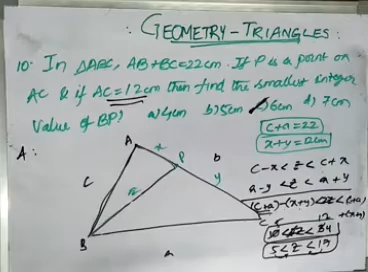 : GEOMETRY - TRIANGLES :
10. In ΔABC, AB+BC=22cm. If P is a point on
AC & if AC=12cm then find the smallest integer
Value of BP? a) 4cm b) 5cm c) 6cm d) 7cm
A:
c+a=22
x+y=12cm
A
x
P
b
y
c
z
B
a
C
c-x<z<c+x
a-y<z<a+y
(c+a)-(x+y)<2z<(c+a)
+(x+y)
10<2z<34
5<z<17